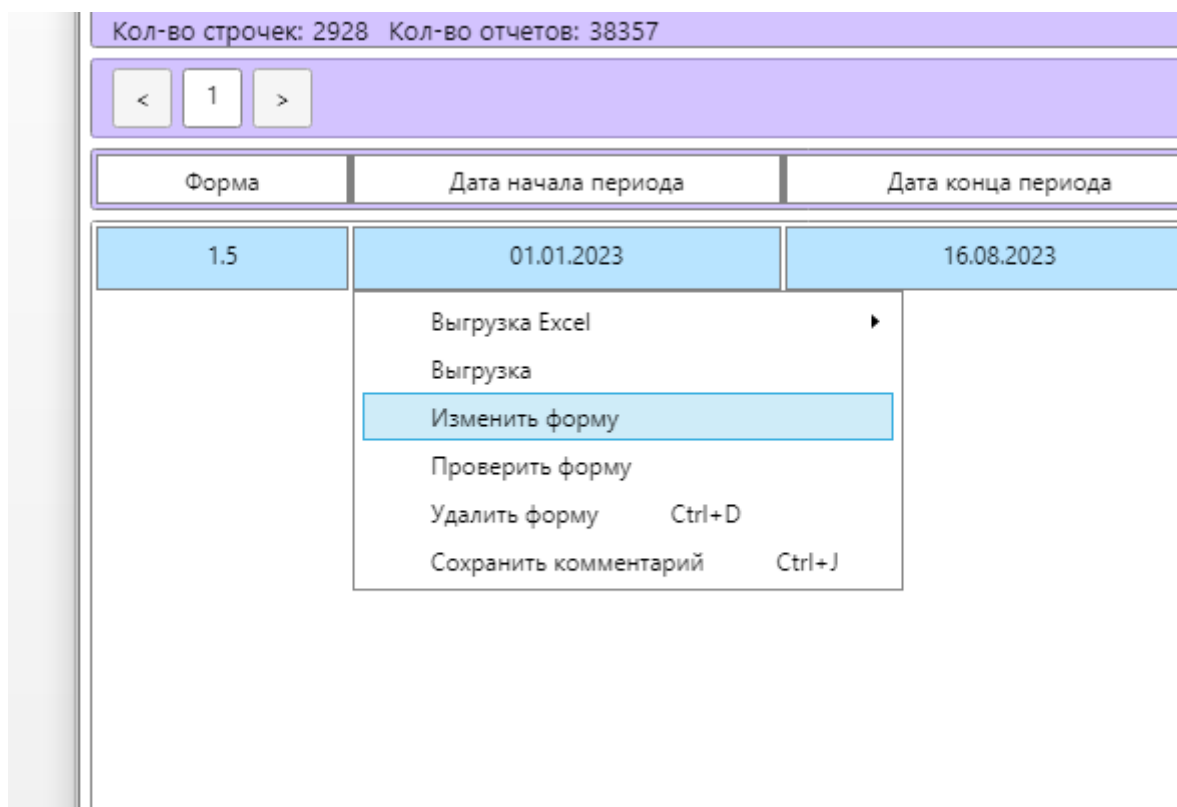 Кол-во строчек: 2928 Кол-во отчетов: 38357
< 1 >
Форма Дата начала периода Дата конца периода
1.5 01.01.2023 16.08.2023
Выгрузка Excel
Выгрузка
Изменить форму
Проверить форму
Удалить форму Ctrl+D
Сохранить комментарий Ctrl+J